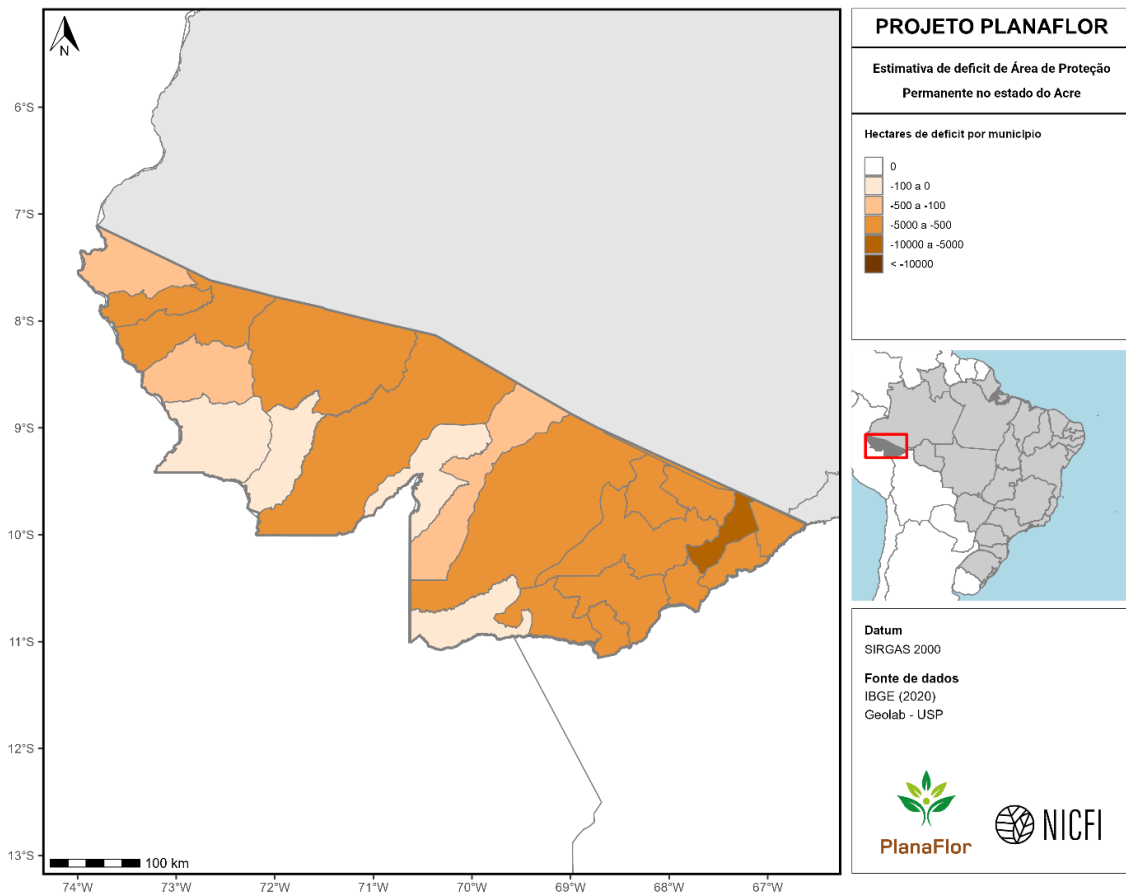 N
6°S
7°S
8°S
9°S
10°S
11°S
12°S
13°S
100 km
74°W
73°W
72°W
71°W
70°W
69°W
68°W
67°W
PROJETO PLANAFLOR
Estimativa de deficit de Área de Proteção
Permanente no estado do Acre
Hectares de deficit por município
0
-100 a 0
-500 a -100
-5000 a -500
-10000 a -5000
< -10000
Datum
SIRGAS 2000
Fonte de dados
IBGE (2020)
Geolab - USP
PlanaFlor
NICFI